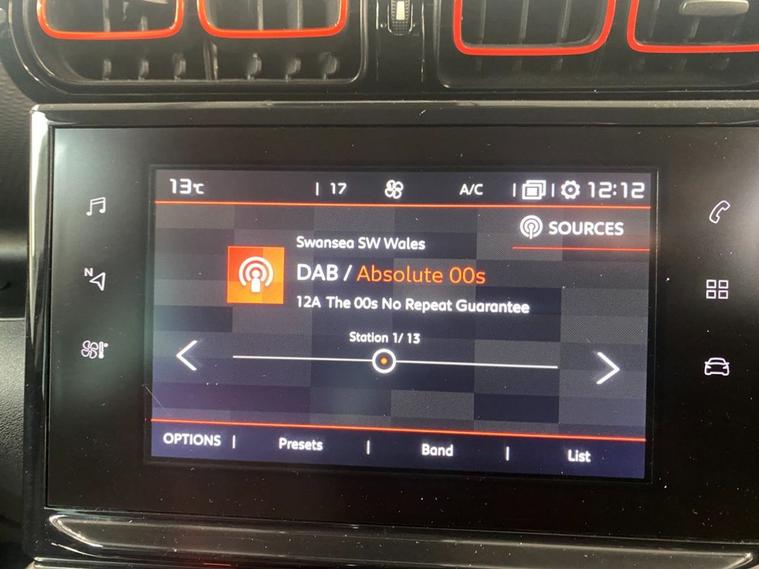 13°C | 17 A/C | | 12:12
SOURCES
Swansea SW Wales
DAB / Absolute 00s
12A The 00s No Repeat Guarantee
Station 1/ 13
N
OPTIONS | Presets | Band | List